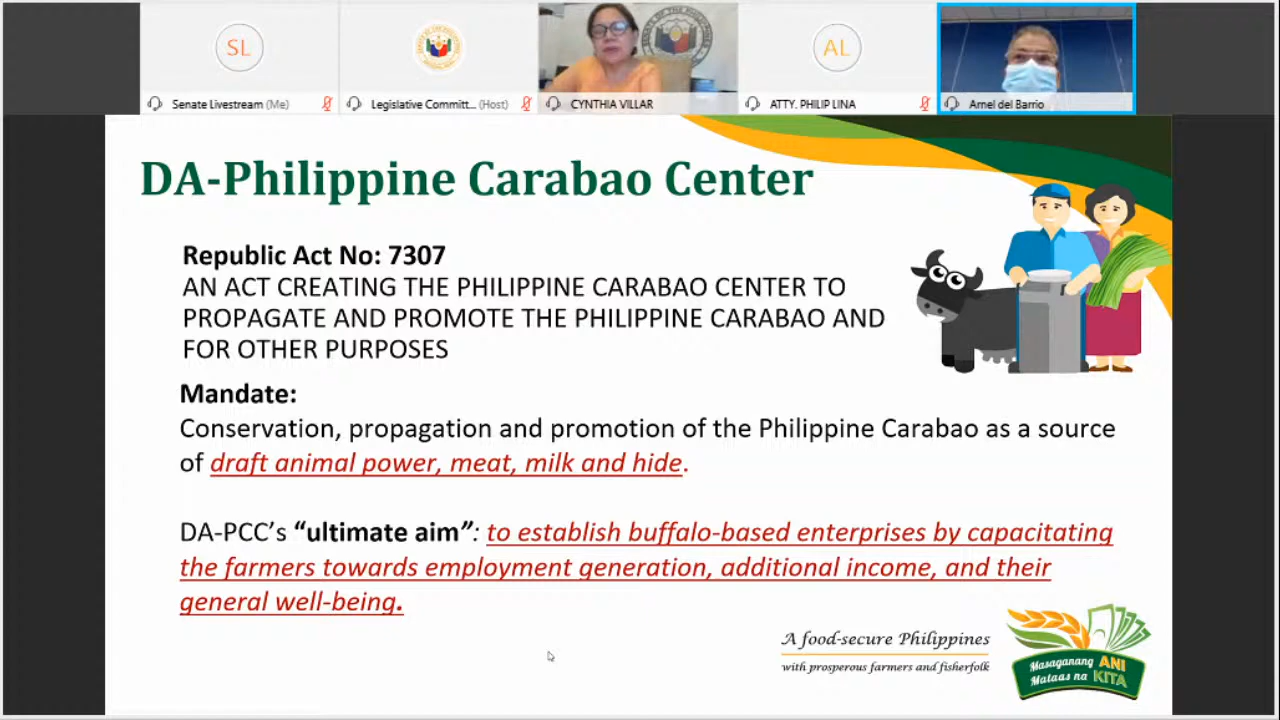 SL
AL
Senate Livestream (Me)
Legislative Committ... (Host)
CYNTHIA VILLAR
ATTY. PHILIP LINA
Arnel del Barrio
DA-Philippine Carabao Center
Republic Act No: 7307
AN ACT CREATING THE PHILIPPINE CARABAO CENTER TO
PROPAGATE AND PROMOTE THE PHILIPPINE CARABAO AND
FOR OTHER PURPOSES
Mandate:
Conservation, propagation and promotion of the Philippine Carabao as a source
of draft animal power, meat, milk and hide.
DA-PCC’s “ultimate aim”: to establish buffalo-based enterprises by capacitating
the farmers towards employment generation, additional income, and their
general well-being.
A food-secure Philippines
with prosperous farmers and fisherfolk
Masaganang ANI
Mataas na KITA